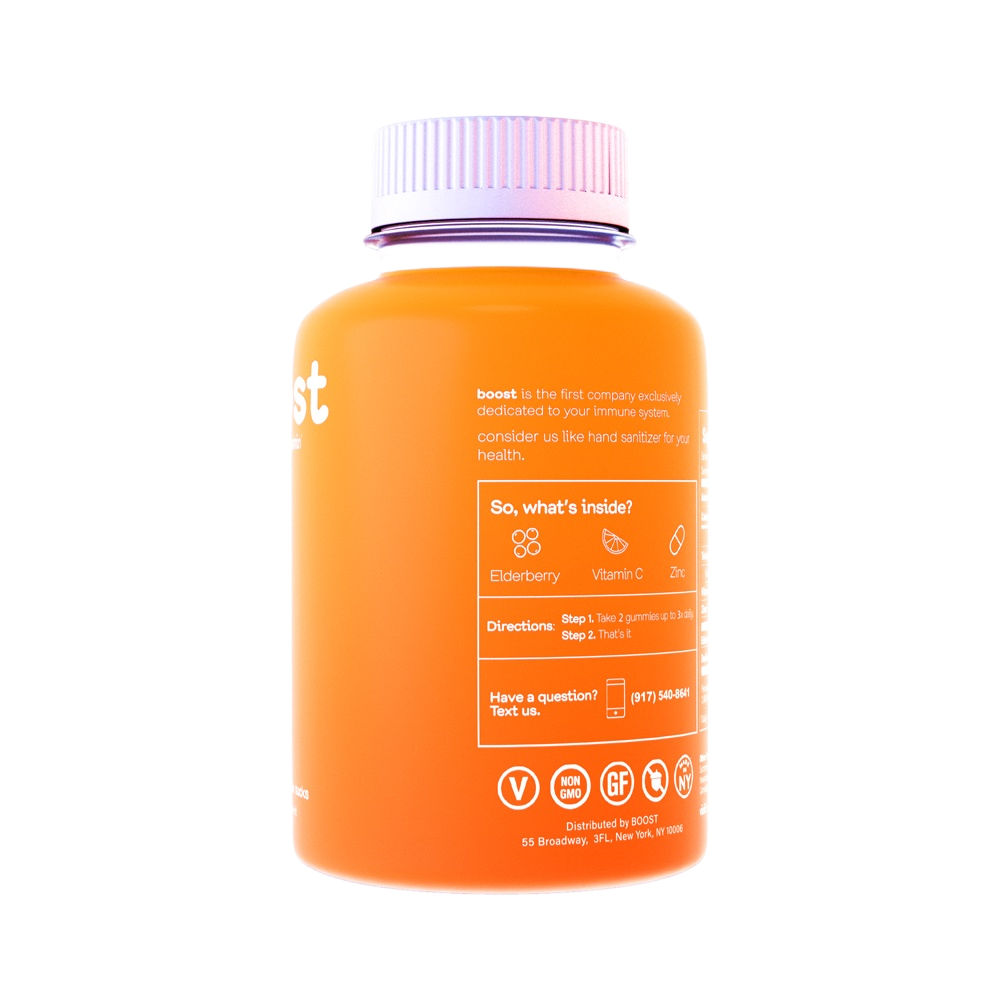 st
boost is the first company exclusively
dedicated to your immune system.
consider us like hand sanitizer for your
health.
So, what's inside?
Elderberry
Vitamin C
Zinc
Directions:
Step 1. Take 2 gummies up to 3x daily.
Step 2. That's it
Have a question?
Text us.
(917) 540-8641
V
NON
GMO
GF
MADE
IN
NY
Distributed by BOOST
55 Broadway, 3FL, New York, NY 10006